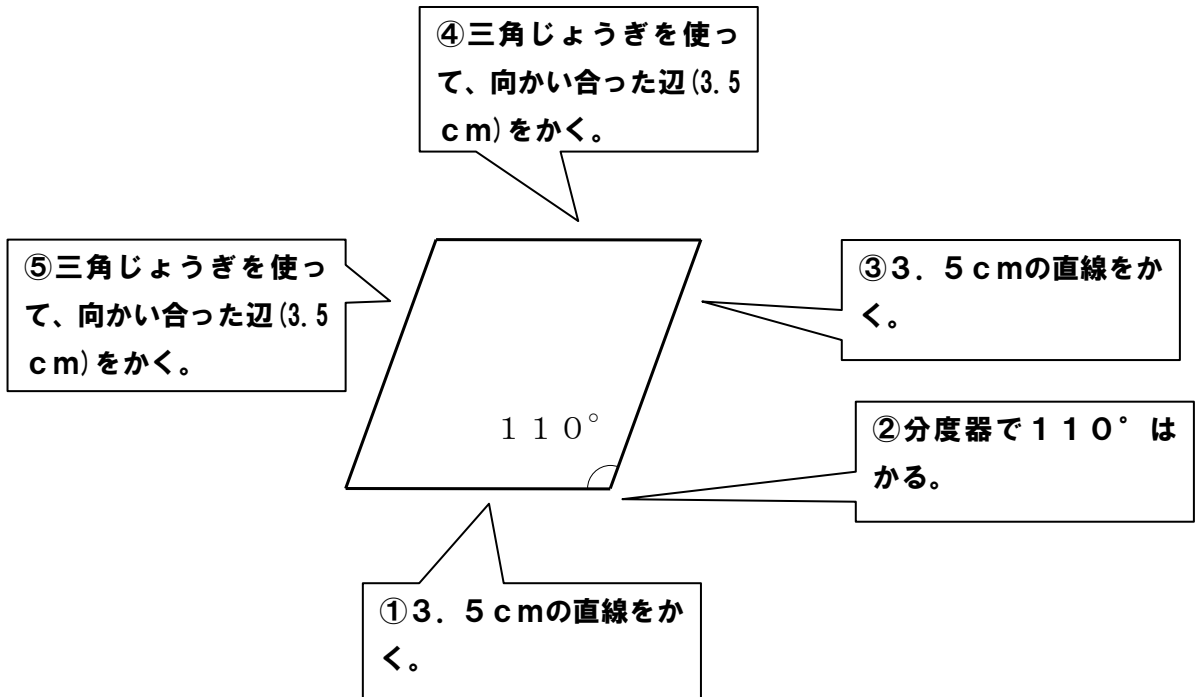 ④三角じょうぎを使っ
て、向かい合った辺(3.5
ｃｍ)をかく。
⑤三角じょうぎを使っ
て、向かい合った辺(3.5
ｃｍ)をかく。
③３．５ｃｍの直線をか
く。
１１０°
②分度器で１１０°は
かる。
①３．５ｃｍの直線をか
く。